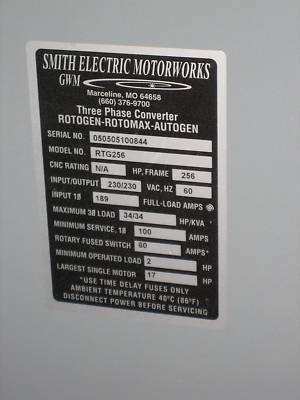 SMITH ELECTRIC MOTORWORKS
GWM
Marceline, MO 64658
(660) 376-9700
Three Phase Converter
ROTOGEN-ROTOMAX-AUTOGEN
SERIAL NO. 050505100844
MODEL NO. RTG256
CNC RATING N/A HP, FRAME 256
INPUT/OUTPUT 230/230 VAC, HZ 60
INPUT 1Ø 189 FULL-LOAD AMPS
MAXIMUM 3Ø LOAD 34/34 HP/KVA
MINIMUM SERVICE, 1Ø 100 AMPS
ROTARY FUSED SWITCH 60 AMPS*
MINIMUM OPERATED LOAD 2 HP
LARGEST SINGLE MOTOR 17 HP
*USE TIME DELAY FUSES ONLY
AMBIENT TEMPERATURE 40°C (86°F)
DISCONNECT POWER BEFORE SERVICING